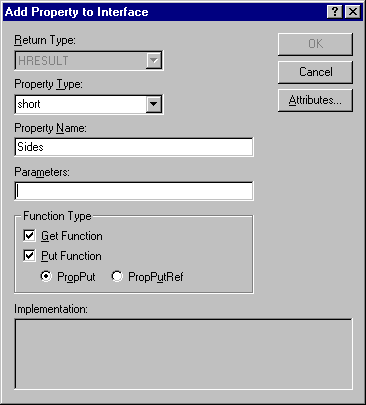 Add Property to Interface
Return Type:
HRESULT
OK
Property Type:
Cancel
short
Attributes...
Property Name:
Sides
Parameters:
Function Type
Get Function
Put Function
PropPut
PropPutRef
Implementation: